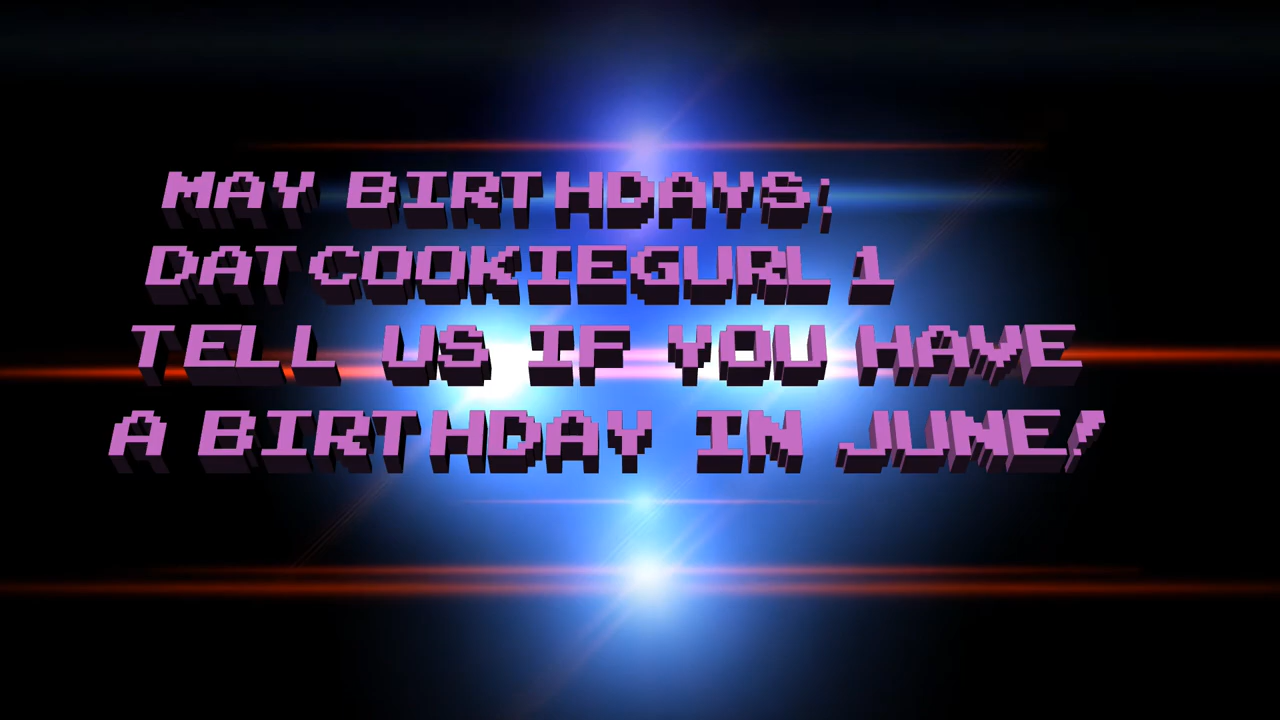 MAY BIRTHDAYS;
DATCOOKIEGURL1
TELL US IF YOU HAVE
A BIRTHDAY IN JUNE!